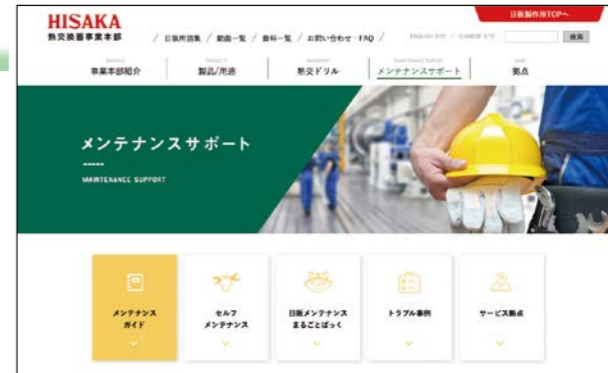 HISAKA
熱交換器事業本部
日阪製作所TOPへ
/ 日阪用語集 / 動画一覧 / 資料一覧 / お問い合わせ・FAQ /
ENGLISH SITE / CHINESE SITE
検索
事業本部紹介
製品/用途
熱交ドリル
メンテナンスサポート
拠点
メンテナンスサポート
MAINTENANCE SUPPORT
メンテナンス
ガイド
セルフ
メンテナンス
日阪メンテナンス
まるごとぱっく
トラブル事例
サービス拠点